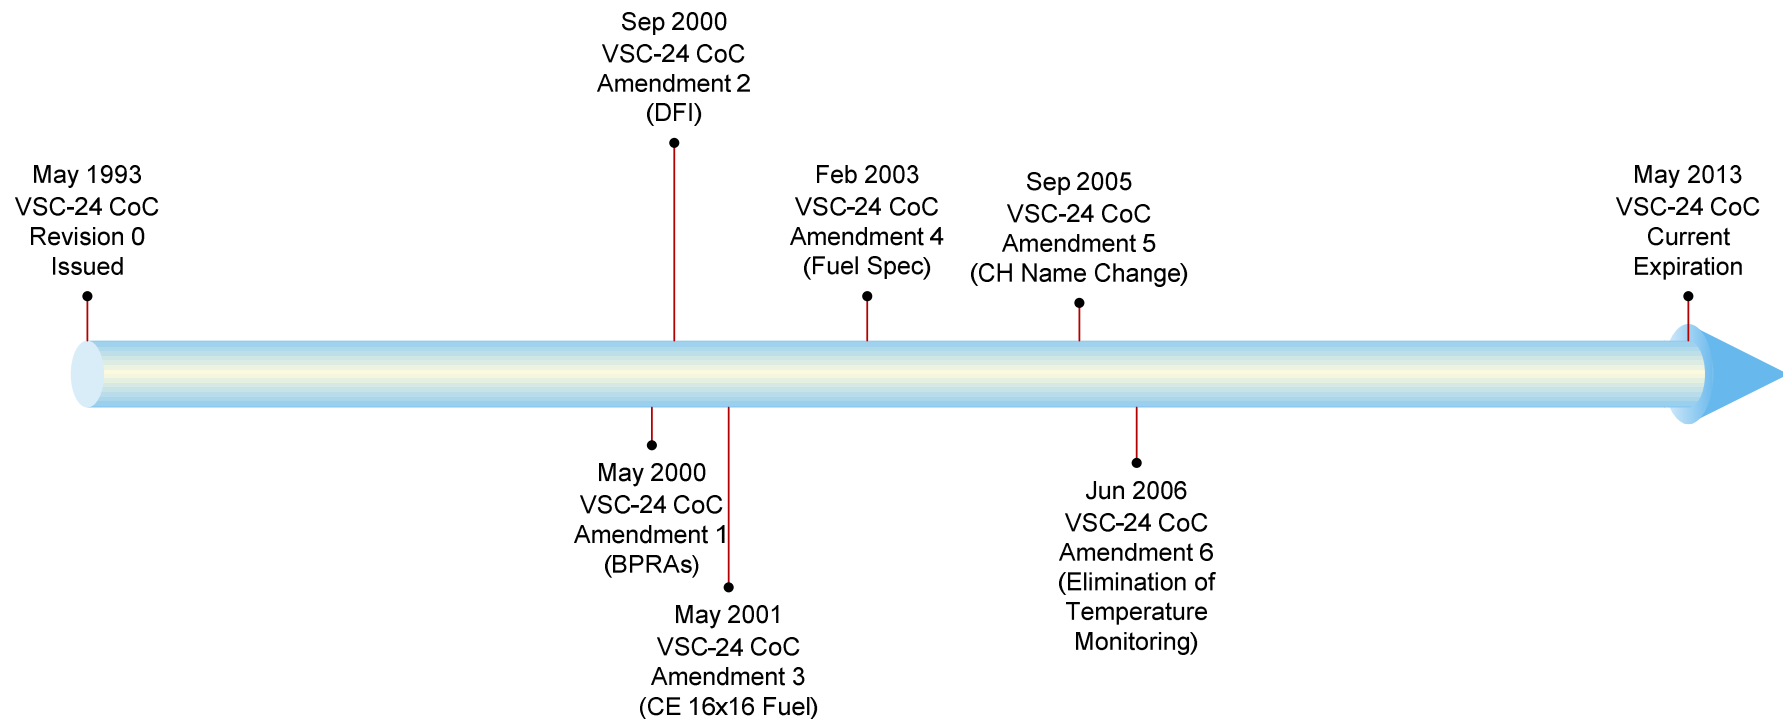 Sep 2000
VSC-24 CoC
Amendment 2
(DFI)
May 1993
VSC-24 CoC
Revision 0
Issued
Feb 2003
VSC-24 CoC
Amendment 4
(Fuel Spec)
Sep 2005
VSC-24 CoC
Amendment 5
(CH Name Change)
May 2013
VSC-24 CoC
Current
Expiration
May 2000
VSC-24 CoC
Amendment 1
(BPRAs)
May 2001
VSC-24 CoC
Amendment 3
(CE 16x16 Fuel)
Jun 2006
VSC-24 CoC
Amendment 6
(Elimination of
Temperature
Monitoring)